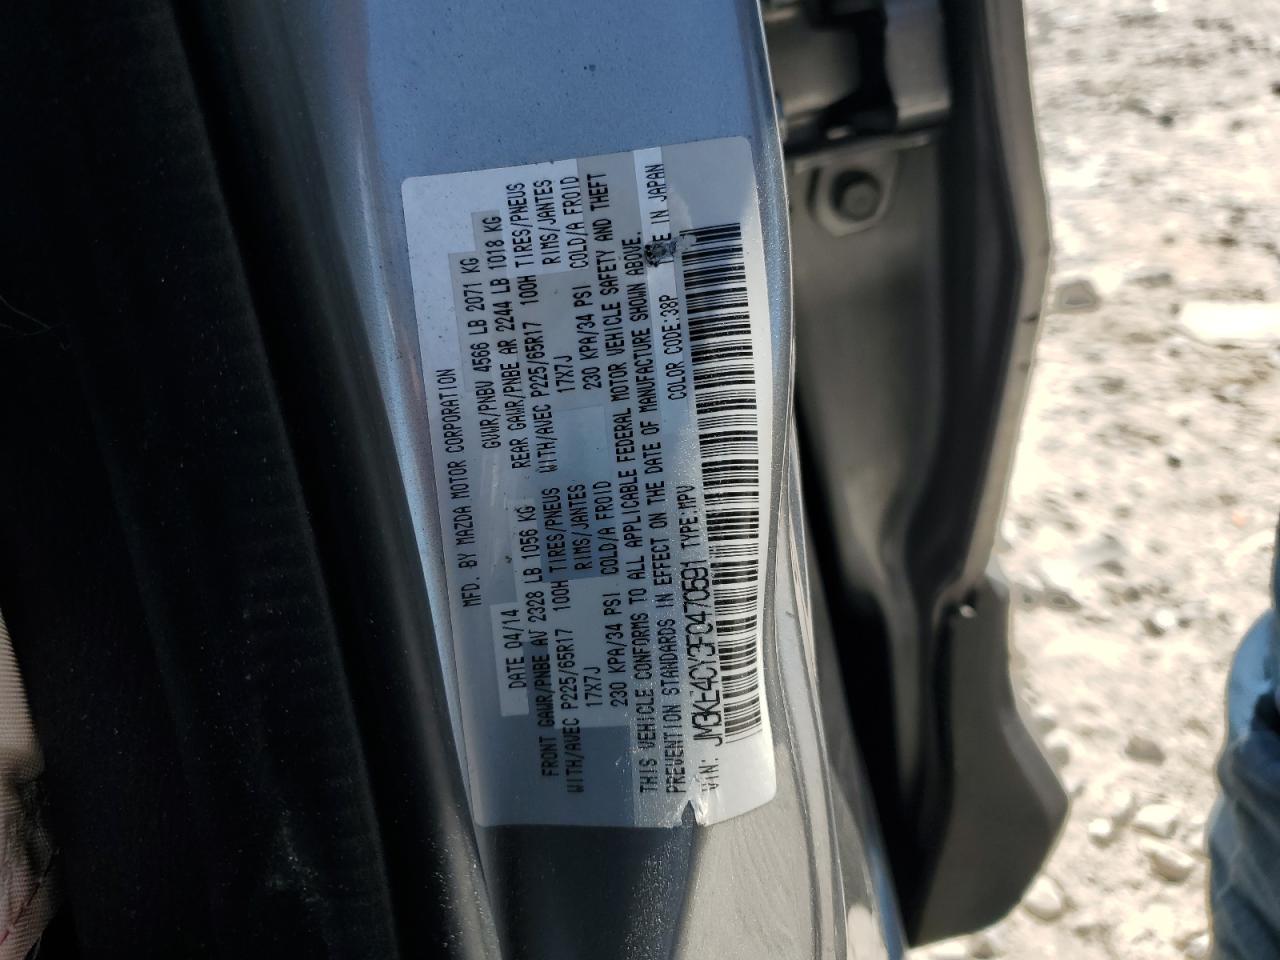 MFD. BY MAZDA MOTOR CORPORATION
DATE 04/14 GVWR/PNBV 4566 LB 2071 KG
FRONT GAWR/PNBE AV 2328 LB 1056 KG REAR GAWR/PNBE AR 2244 LB 1018 KG
WITH/AVEC P225/65R17 100H TIRES/PNEUS WITH/AVEC P225/65R17 100H TIRES/PNEUS
17X7J RIMS/JANTES 17X7J RIMS/JANTES
230 KPA/34 PSI COLD/A FROID 230 KPA/34 PSI COLD/A FROID
THIS VEHICLE CONFORMS TO ALL APPLICABLE FEDERAL MOTOR VEHICLE SAFETY AND THEFT
PREVENTION STANDARDS IN EFFECT ON THE DATE OF MANUFACTURE SHOWN ABOVE.
IN JAPAN
VIN: JM3KE4CY3F0470591 TYPE:MPV COLOR CODE:38P